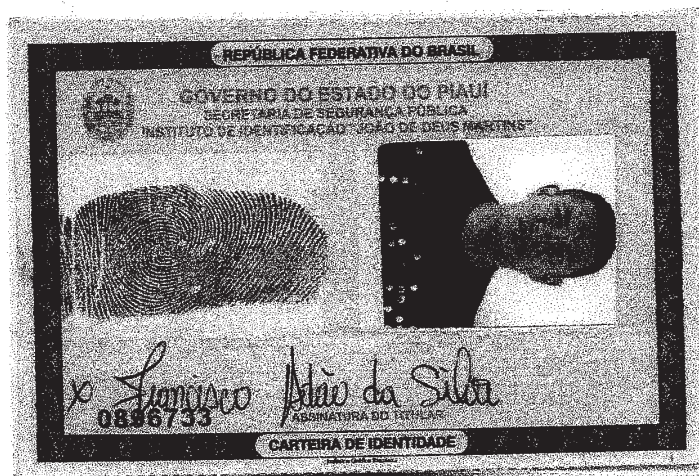 REPÚBLICA FEDERATIVA DO BRASIL
GOVERNO DO ESTADO DO PIAUÍ
SECRETARIA DE SEGURANÇA PÚBLICA
INSTITUTO DE IDENTIFICAÇÃO "JOÃO DE DEUS MARTINS"
x Francisco Adão da Silva
0896733
ASSINATURA DO TITULAR
CARTEIRA DE IDENTIDADE